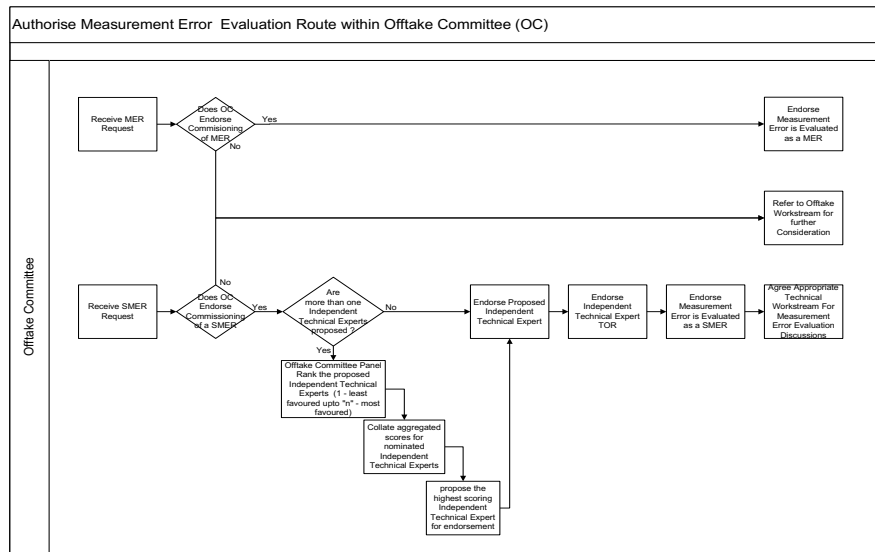 Authorise Measurement Error  Evaluation Route within Offtake Committee (OC)
Offtake Committee
Receive MER
Request
Does OC
Endorse
Commisioning
of MER
Yes
No
Endorse
Measurement
Error is Evaluated
as a MER
Refer to Offtake
Workstream for
further
Consideration
Receive SMER
Request
No
Does OC
Endorse
Commissioning
of a SMER
Yes
Are
more than one
Independent
Technical Experts
proposed ?
No
Yes
Endorse Proposed
Independent
Technical Expert
Endorse
Independent
Technical Expert
TOR
Endorse
Measurement
Error is Evaluated
as a SMER
Agree Appropriate
Technical
Workstream For
Measurement
Error Evaluation
Discussions
Offtake Committee Panel
Rank the proposed
Independent Technical
Experts  (1 - least
favoured upto "n" - most
favoured)
Collate aggregated
scores for
nominated
Independent
Technical Experts
propose the
highest scoring
Independent
Technical Expert
for endorsement